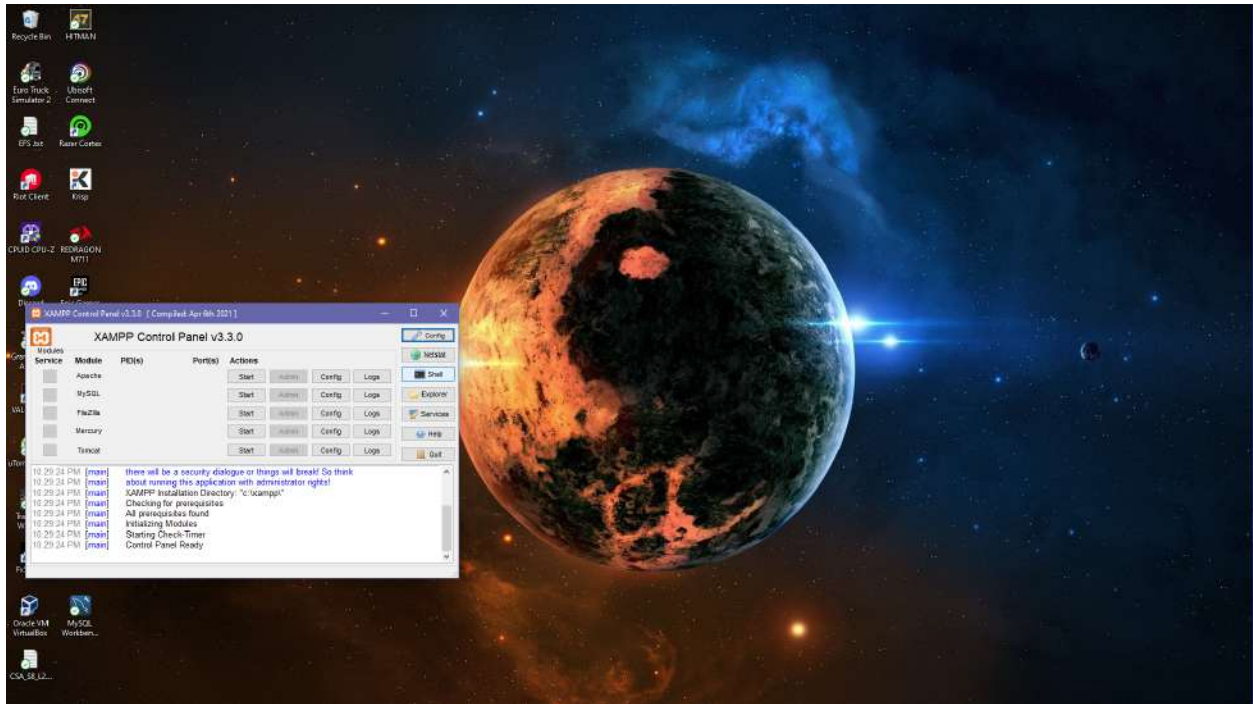 Recycle Bin
HITMAN
Euro Truck
Simulator 2
Ubisoft
Connect
EPS .txt
Razer Cortex
Riot Client
Krisp
CPUID CPU-Z
REDRAGON
M711
XAMPP Control Panel v3.3.0 [ Compiled: Apr 6th 2021 ]
XAMPP Control Panel v3.3.0
Config
Modules
Service Module PID(s) Port(s) Actions
Netstat
Apache Start Admin Config Logs
Shell
MySQL Start Admin Config Logs
Explorer
FileZilla Start Admin Config Logs
Services
Mercury Start Admin Config Logs
Help
Tomcat Start Admin Config Logs
Quit
10:29:24 PM [main] there will be a security dialogue or things will break! So think
10:29:24 PM [main] about running this application with administrator rights!
10:29:24 PM [main] XAMPP Installation Directory: "c:\xampp\"
10:29:24 PM [main] Checking for prerequisites
10:29:24 PM [main] All prerequisites found
10:29:24 PM [main] Initializing Modules
10:29:24 PM [main] Starting Check-Timer
10:29:24 PM [main] Control Panel Ready
Oracle VM
VirtualBox
MySQL
Workben...
CSA_S8_L2...